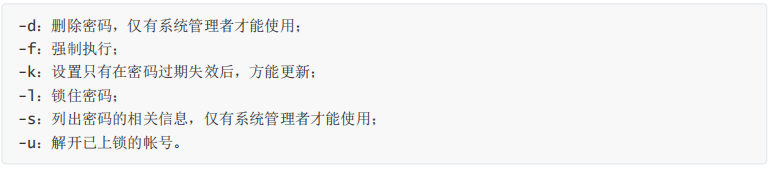 -d：删除密码，仅有系统管理者才能使用；
-f：强制执行；
-k：设置只有在密码过期失效后，方能更新；
-l：锁住密码；
-s：列出密码的相关信息，仅有系统管理者才能使用；
-u：解开已上锁的帐号。